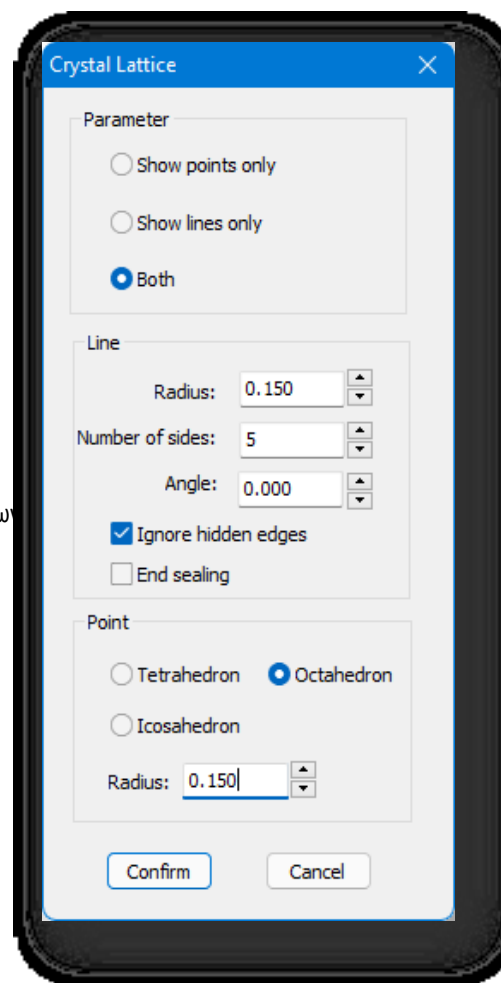 Crystal Lattice
Parameter
Show points only
Show lines only
Both
Line
Radius: 0.150
Number of sides: 5
Angle: 0.000
Ignore hidden edges
End sealing
Point
Tetrahedron Octahedron
Icosahedron
Radius: 0.150
Confirm Cancel